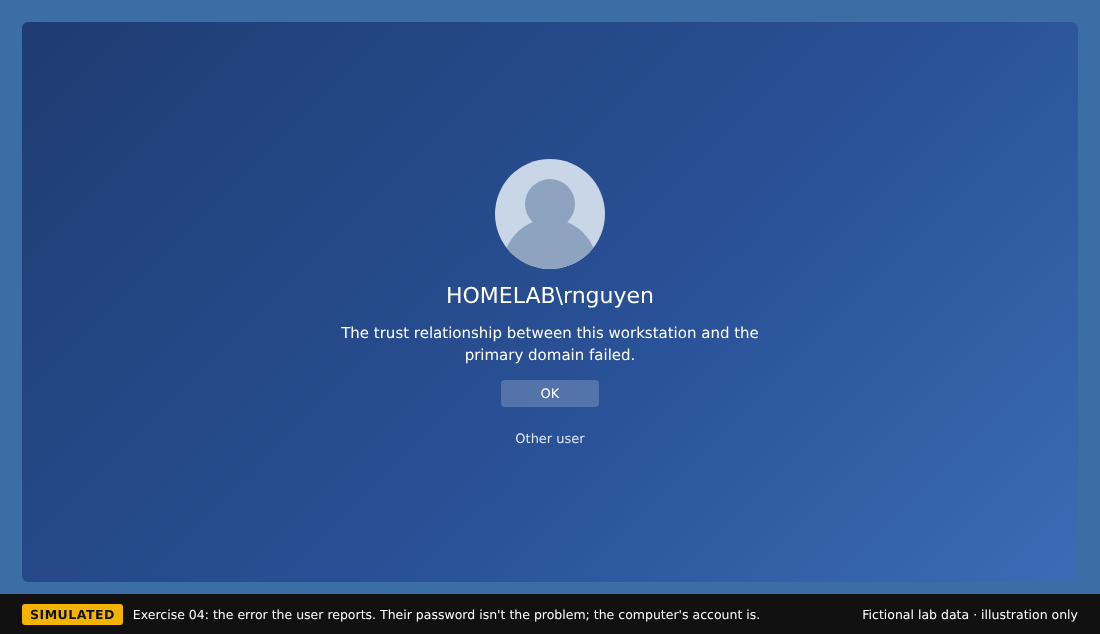 HOMELAB\rnguyen
The trust relationship between this workstation and the
primary domain failed.
OK
Other user
SIMULATED Exercise 04: the error the user reports. Their password isn't the problem; the computer's account is. Fictional lab data · illustration only